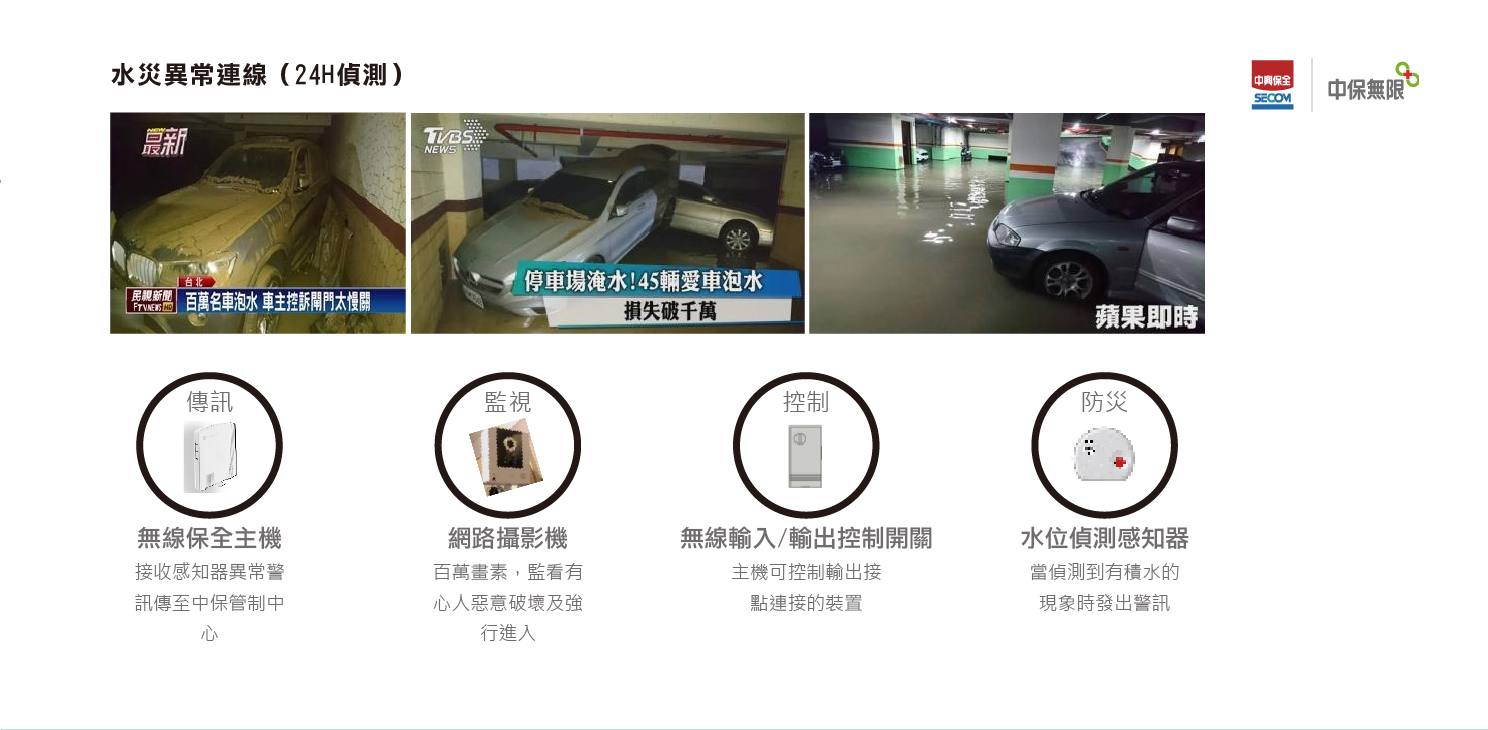 水災異常連線（24H偵測）
中興保全
SECOM
中保無限
NEW
最新
台北
民視新聞
FTVNEWS HD
百萬名車泡水 車主控訴閘門太慢關
TVBS
NEWS
停車場淹水!45輛愛車泡水
損失破千萬
蘋果即時
傳訊
監視
控制
防災
無線保全主機
接收感知器異常警
訊傳至中保管制中
心
網路攝影機
百萬畫素，監看有
心人惡意破壞及強
行進入
無線輸入/輸出控制開關
主機可控制輸出接
點連接的裝置
水位偵測感知器
當偵測到有積水的
現象時發出警訊